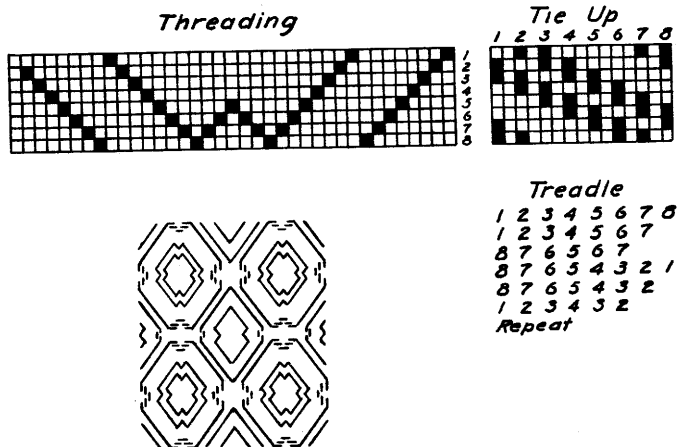 Threading
Tie Up
1 2 3 4 5 6 7 8
1
2
3
4
5
6
7
8
Treadle
1 2 3 4 5 6 7 8
1 2 3 4 5 6 7
8 7 6 5 6 7
8 7 6 5 4 3 2 1
8 7 6 5 4 3 2
1 2 3 4 3 2
Repeat